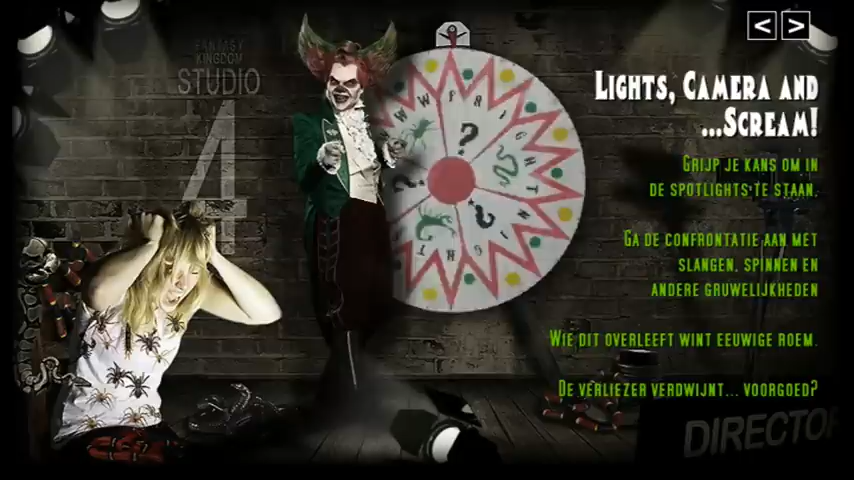 < >
FANTASY
KINGDOM
STUDIO
4
LIGHTS, CAMERA AND
...SCREAM!
GRIJP JE KANS OM IN
DE SPOTLIGHTS TE STAAN.
GA DE CONFRONTATIE AAN MET
SLANGEN, SPINNEN EN
ANDERE GRUWELIJKHEDEN
WIE DIT OVERLEEFT WINT EEUWIGE ROEM.
DE VERLIEZER VERDWIJNT... VOORGOED?
DIRECTOR